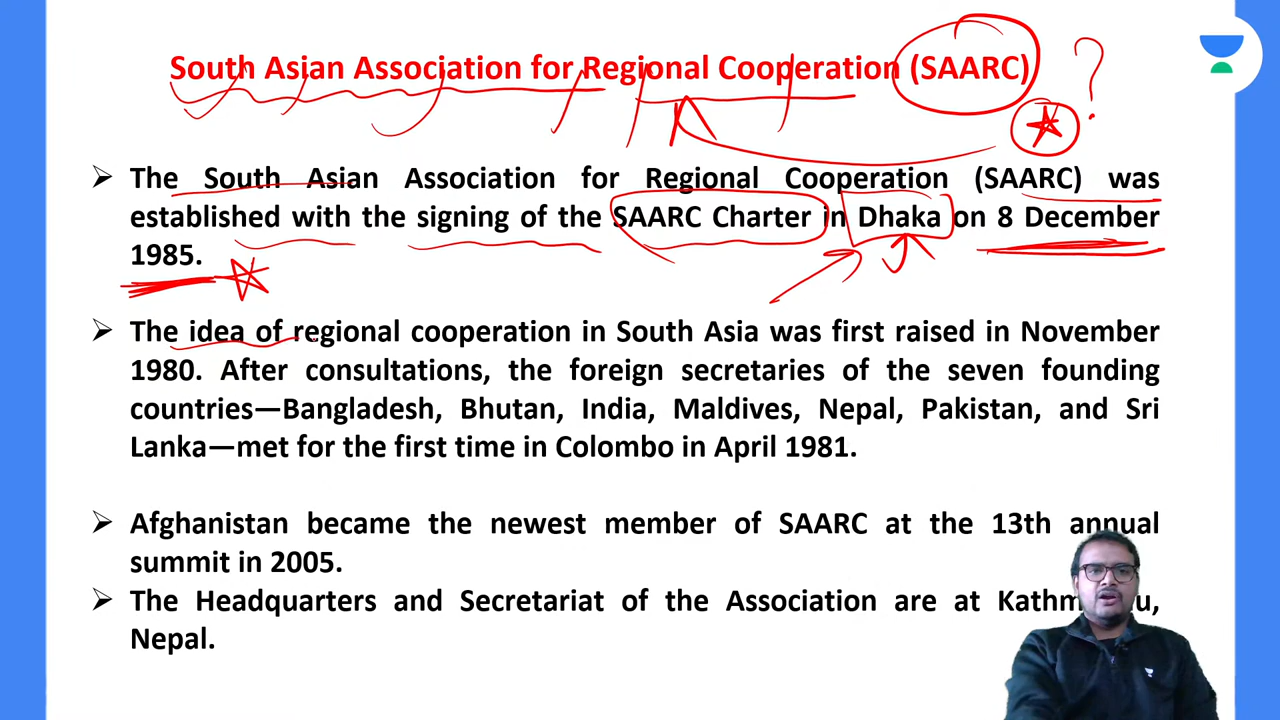 South Asian Association for Regional Cooperation (SAARC) ?
➢ The South Asian Association for Regional Cooperation (SAARC) was
established with the signing of the SAARC Charter in Dhaka on 8 December
1985.
➢ The idea of regional cooperation in South Asia was first raised in November
1980. After consultations, the foreign secretaries of the seven founding
countries—Bangladesh, Bhutan, India, Maldives, Nepal, Pakistan, and Sri
Lanka—met for the first time in Colombo in April 1981.
➢ Afghanistan became the newest member of SAARC at the 13th annual
summit in 2005.
➢ The Headquarters and Secretariat of the Association are at
Nepal.